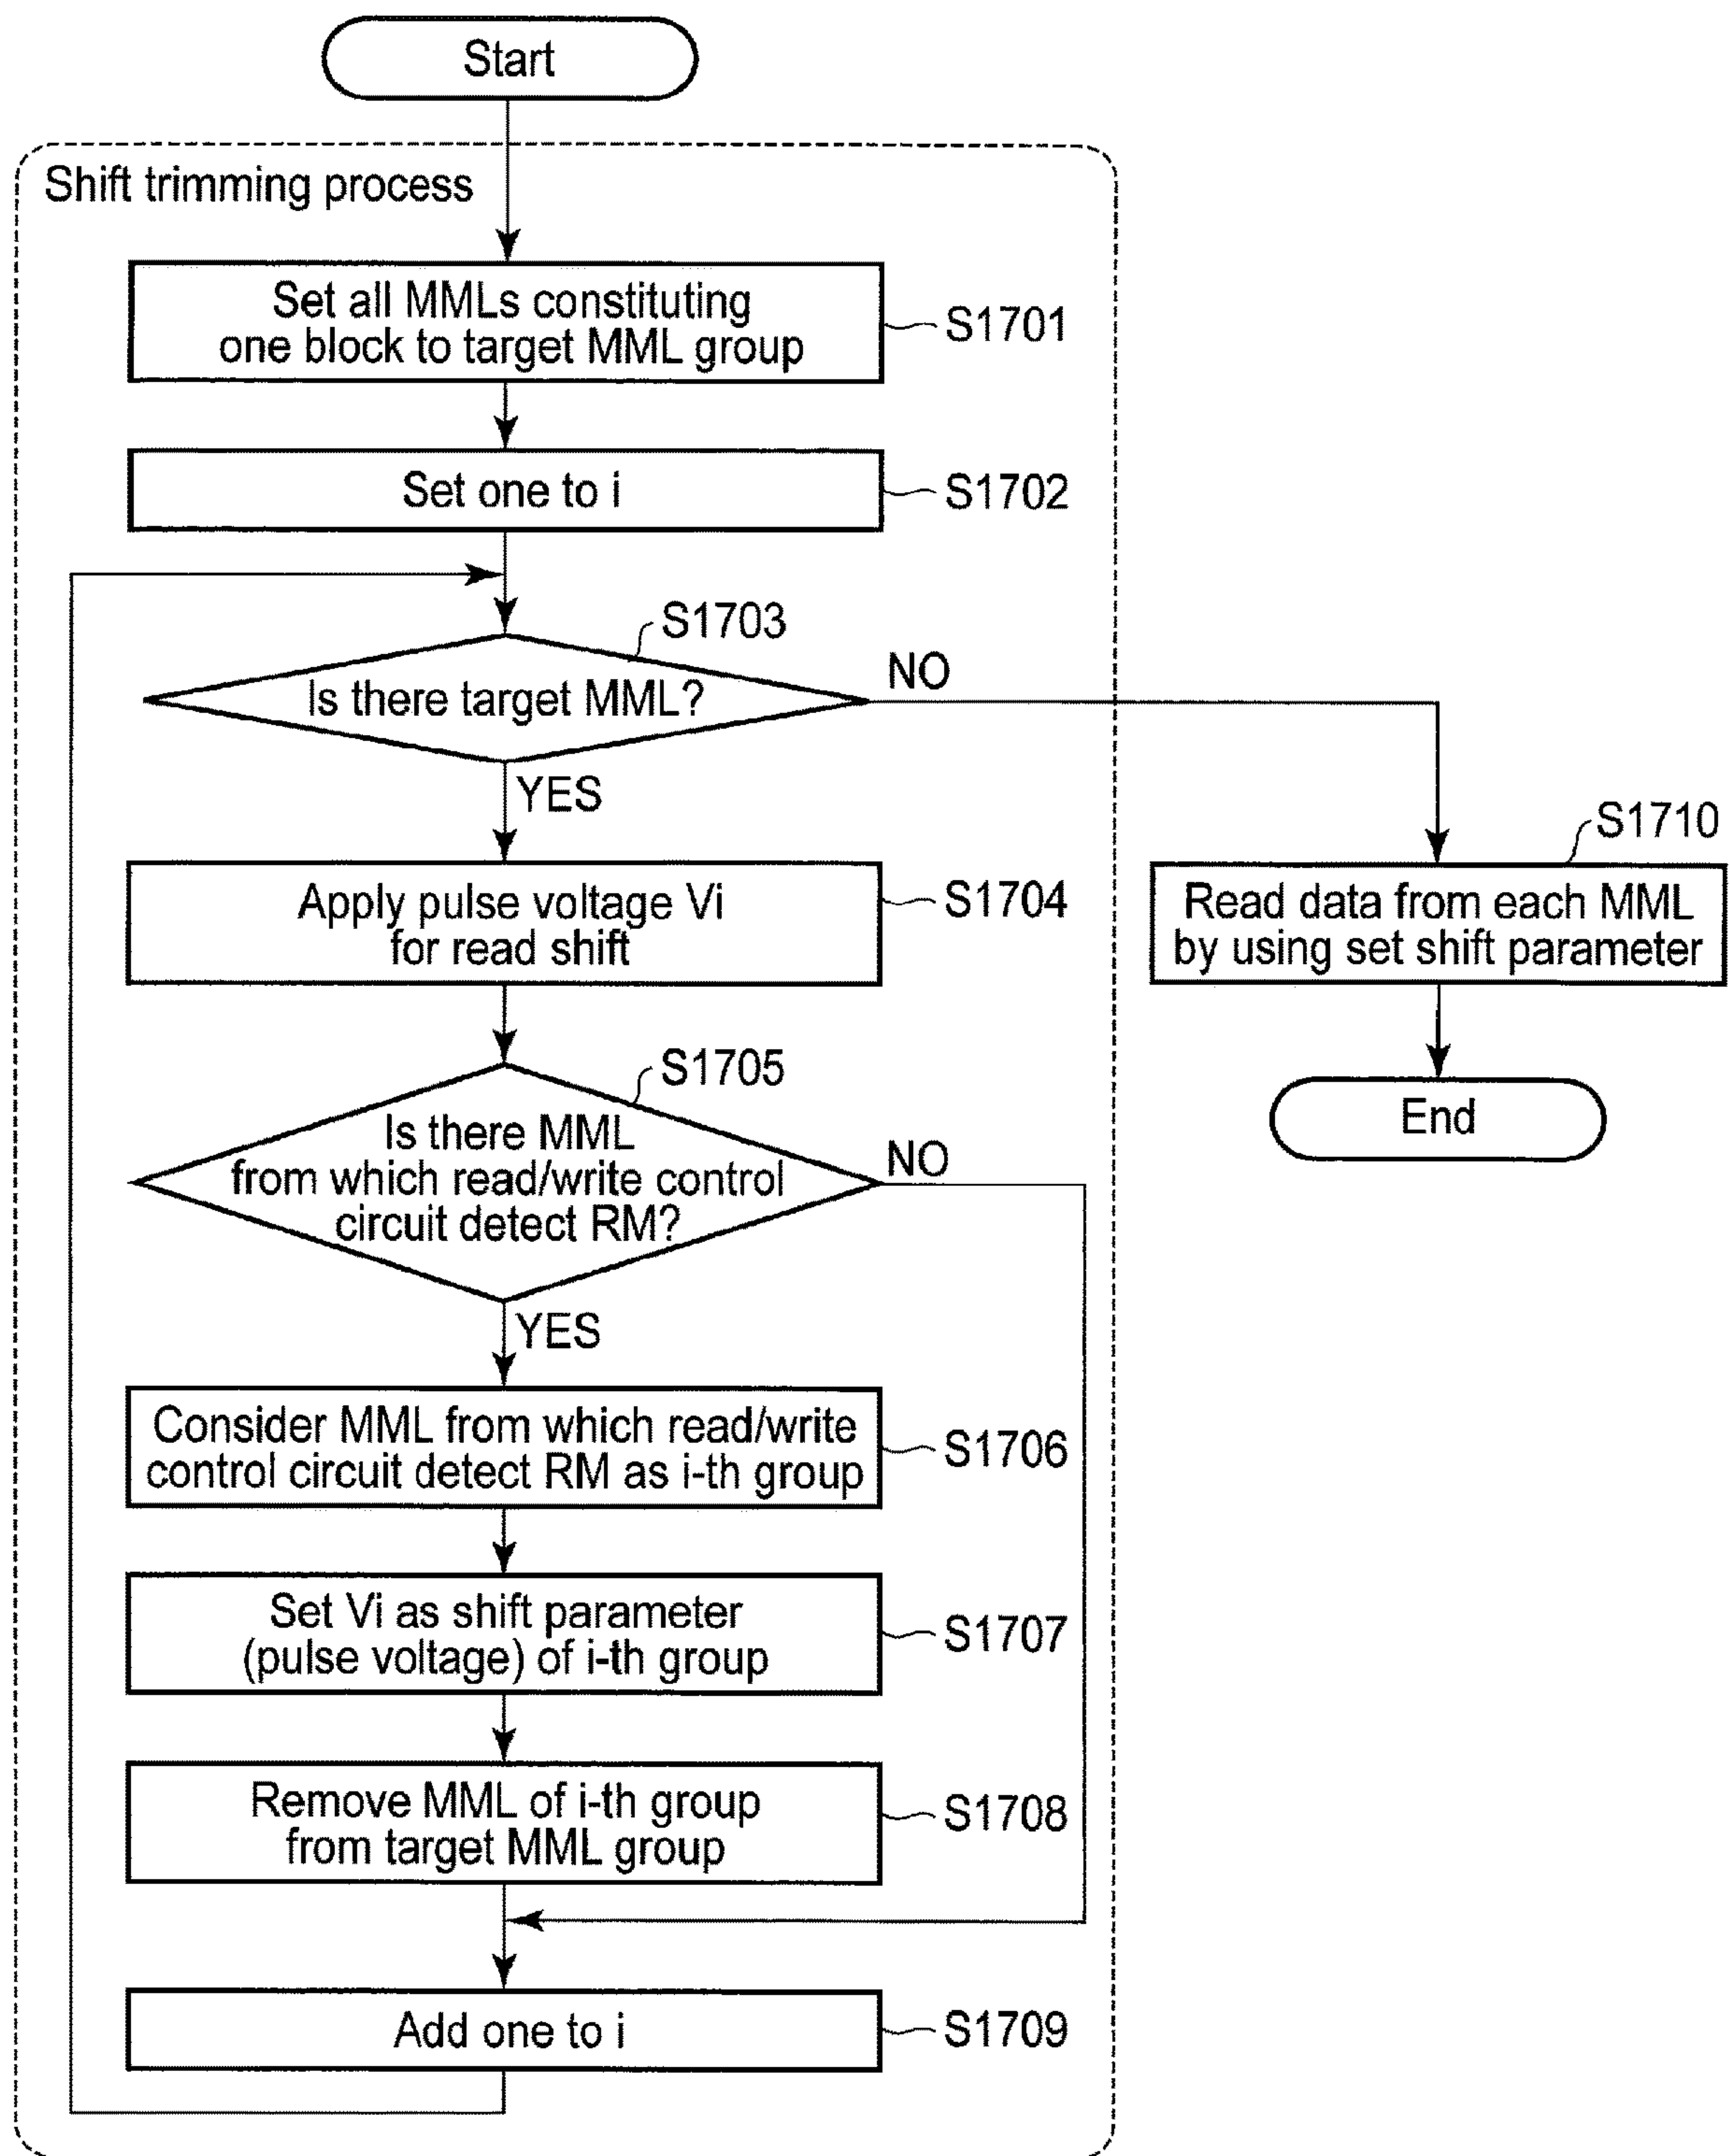 Start
Shift trimming process
Set all MMLs constituting
one block to target MML group
S1701
Set one to i
S1702
S1703
Is there target MML?
NO
YES
Apply pulse voltage Vi
for read shift
S1704
S1710
Read data from each MML
by using set shift parameter
End
S1705
Is there MML
from which read/write control
circuit detect RM?
NO
YES
Consider MML from which read/write
control circuit detect RM as i-th group
S1706
Set Vi as shift parameter
(pulse voltage) of i-th group
S1707
Remove MML of i-th group
from target MML group
S1708
Add one to i
S1709